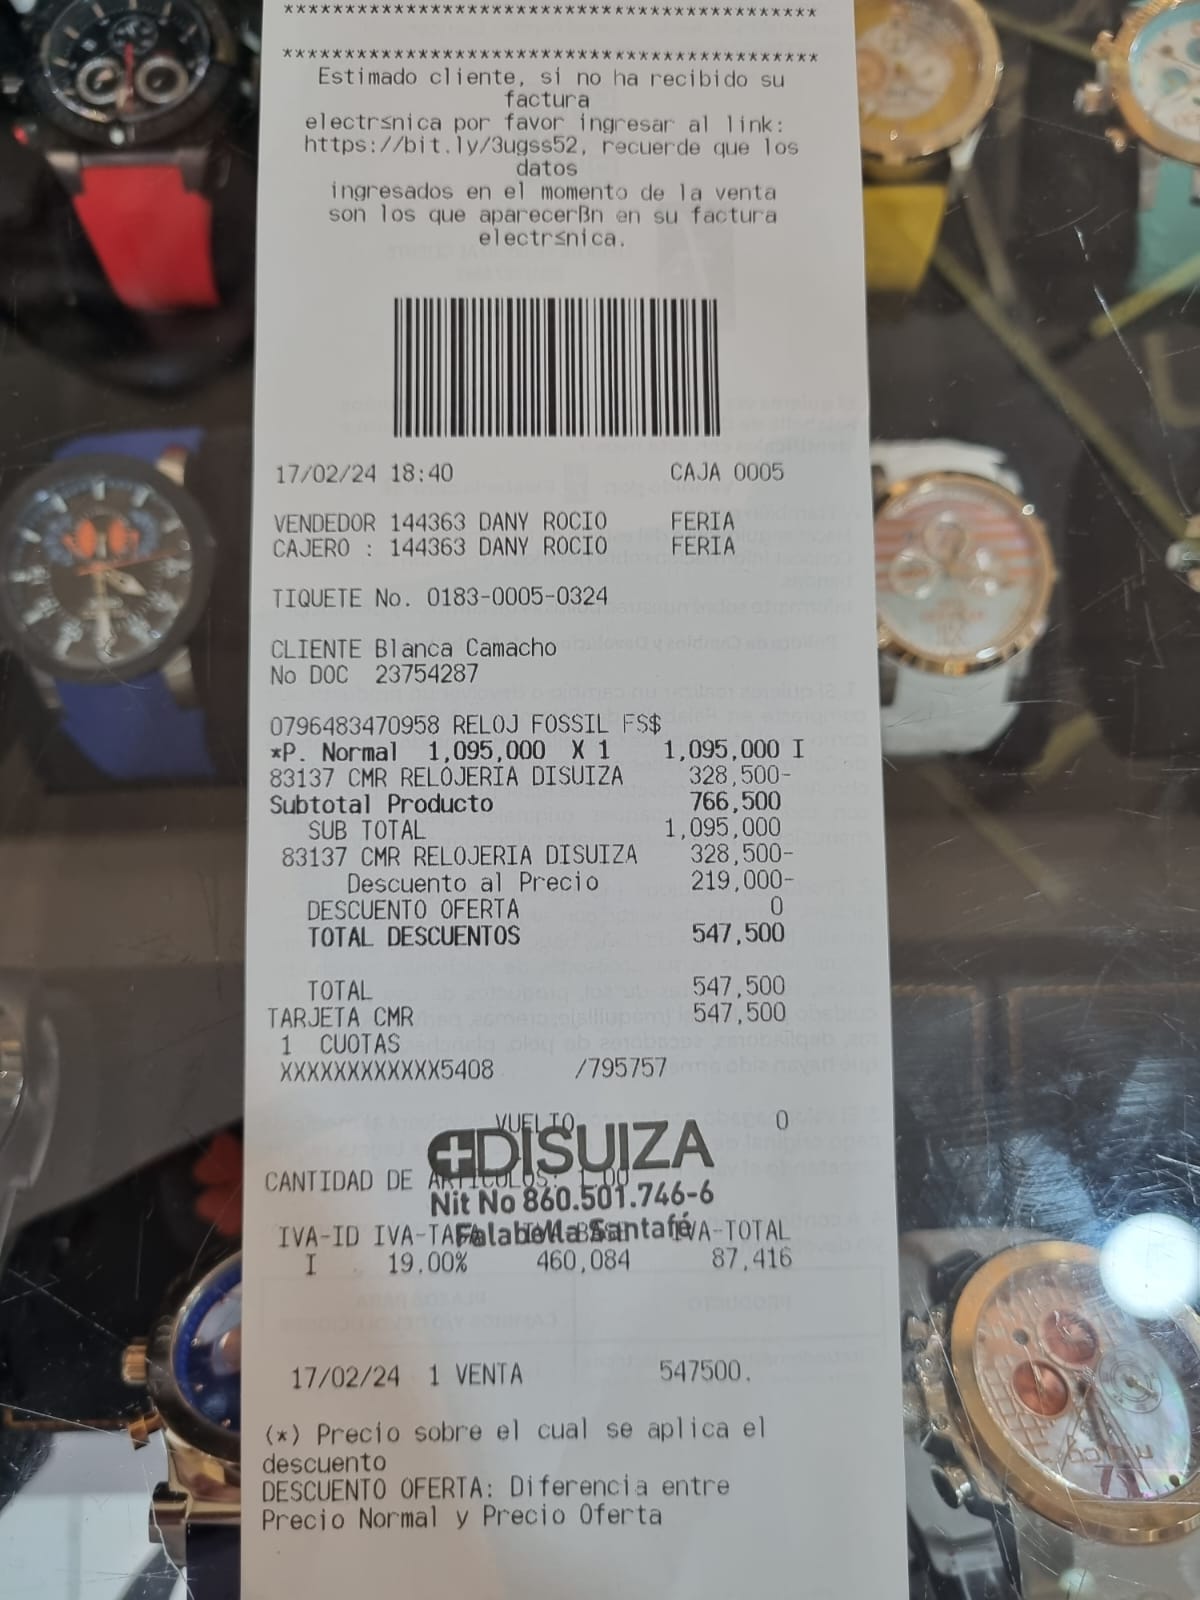 ******************************************
******************************************
Estimado cliente, si no ha recibido su
factura
electr≤nica por favor ingresar al link:
https://bit.ly/3ugss52, recuerde que los
datos
ingresados en el momento de la venta
son los que aparecerßn en su factura
electr≤nica.
17/02/24 18:40 CAJA 0005
VENDEDOR 144363 DANY ROCIO FERIA
CAJERO : 144363 DANY ROCIO FERIA
TIQUETE No. 0183-0005-0324
CLIENTE Blanca Camacho
No DOC 23754287
0796483470958 RELOJ FOSSIL FS$
*P. Normal 1,095,000 X 1 1,095,000 I
83137 CMR RELOJERIA DISUIZA 328,500-
Subtotal Producto 766,500
SUB TOTAL 1,095,000
83137 CMR RELOJERIA DISUIZA 328,500-
Descuento al Precio 219,000-
DESCUENTO OFERTA 0
TOTAL DESCUENTOS 547,500
TOTAL 547,500
TARJETA CMR 547,500
1 CUOTAS
XXXXXXXXXXXX5408 /795757
VUELTO 0
DISUIZA
CANTIDAD DE ARTICULOS: 1.00
Nit No 860.501.746-6
Falabella Santafé
IVA-ID IVA-TARIFA IVA-BASE IVA-TOTAL
I 19.00% 460,084 87,416
17/02/24 1 VENTA 547500.
(*) Precio sobre el cual se aplica el
descuento
DESCUENTO OFERTA: Diferencia entre
Precio Normal y Precio Oferta